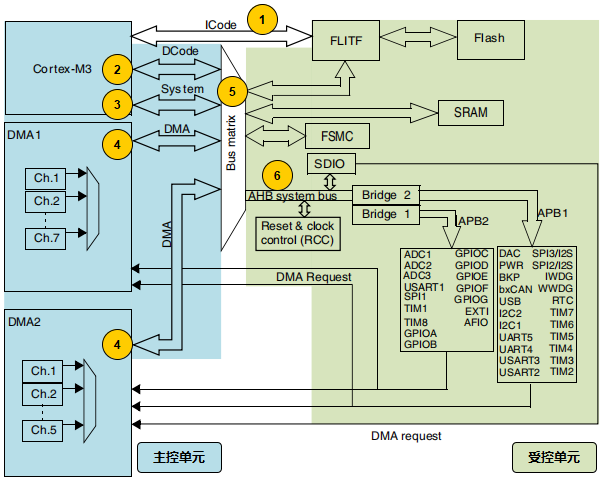 ICode
1
FLITF
Flash
DCode
Cortex-M3
2
System
3
5
SRAM
DMA1
4
DMA
Bus matrix
FSMC
SDIO
Ch.1
6
Ch.2
AHB system bus
Bridge 2
Bridge 1
Ch.7
Reset & clock
control (RCC)
APB2
APB1
DMA
DMA Request
ADC1 GPIOC
ADC2 GPIOD
ADC3 GPIOE
USART1 GPIOF
SPI1 GPIOG
TIM1 EXTI
TIM8 AFIO
GPIOA
GPIOB
DAC SPI3/I2S
PWR SPI2/I2S
BKP IWDG
bxCAN WWDG
USB RTC
I2C2 TIM7
I2C1 TIM6
UART5 TIM5
UART4 TIM4
USART3 TIM3
USART2 TIM2
DMA2
4
Ch.1
Ch.2
Ch.5
DMA request
主控单元
受控单元